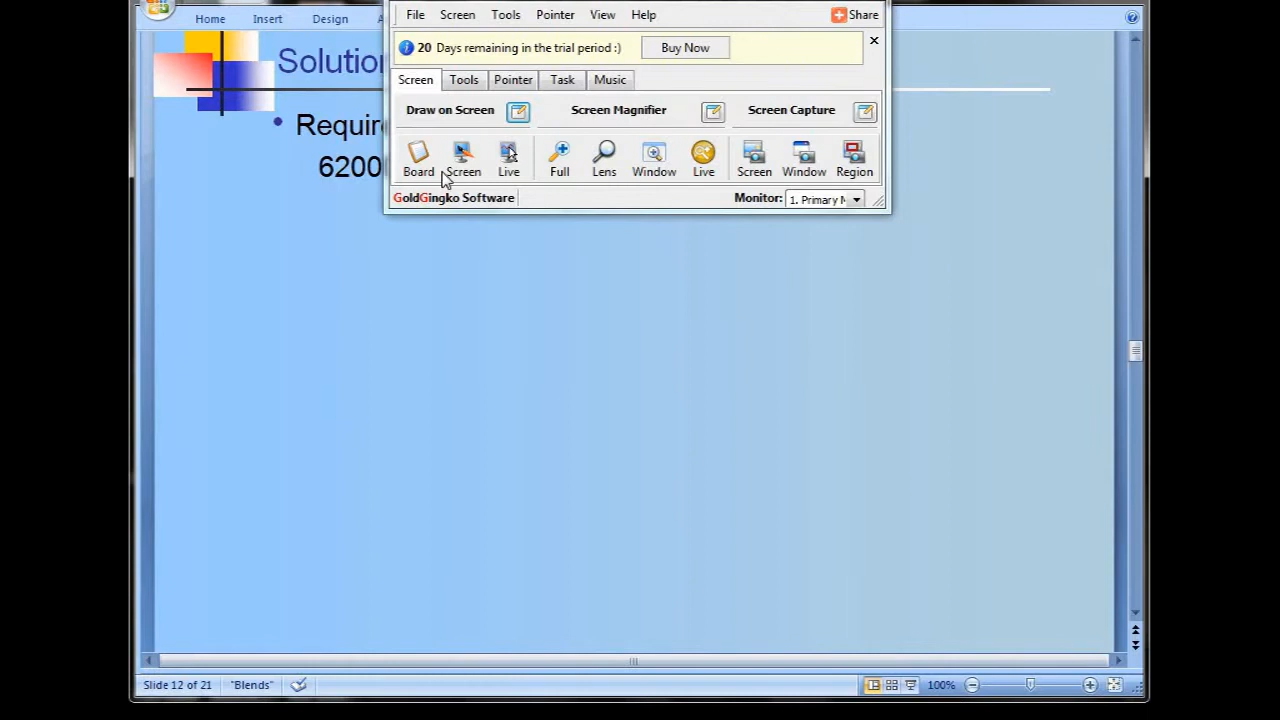 File Screen Tools Pointer View Help Share
Home Insert Design
20 Days remaining in the trial period :) Buy Now
Solution
Screen Tools Pointer Task Music
Draw on Screen Screen Magnifier Screen Capture
Require
6200
Board Screen Live Full Lens Window Live Screen Window Region
GoldGingko Software Monitor: 1. Primary M
Slide 12 of 21 "Blends" 100%